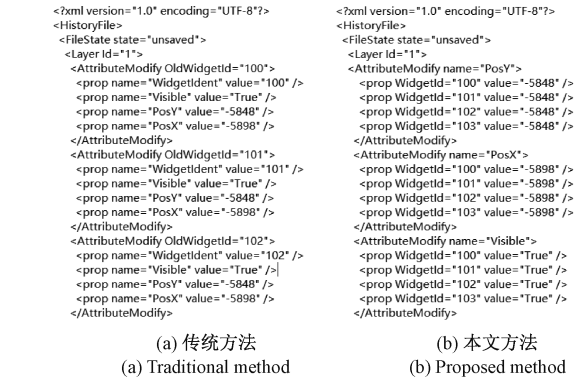 <?xml version="1.0" encoding="UTF-8"?>
<HistoryFile>
<FileState state="unsaved">
<Layer Id="1">
<AttributeModify OldWidgetId="100">
<prop name="WidgetIdent" value="100" />
<prop name="Visible" value="True" />
<prop name="PosY" value="-5848" />
<prop name="PosX" value="-5898" />
</AttributeModify>
<AttributeModify OldWidgetId="101">
<prop name="WidgetIdent" value="101" />
<prop name="Visible" value="True" />
<prop name="PosY" value="-5848" />
<prop name="PosX" value="-5898" />
</AttributeModify>
<AttributeModify OldWidgetId="102">
<prop name="WidgetIdent" value="102" />
<prop name="Visible" value="True" />
<prop name="PosY" value="-5848" />
<prop name="PosX" value="-5898" />
</AttributeModify>
(a) 传统方法
(a) Traditional method
<?xml version="1.0" encoding="UTF-8"?>
<HistoryFile>
<FileState state="unsaved">
<Layer Id="1">
<AttributeModify name="PosY">
<prop WidgetId="100" value="-5848" />
<prop WidgetId="101" value="-5848" />
<prop WidgetId="102" value="-5848" />
<prop WidgetId="103" value="-5848" />
</AttributeModify>
<AttributeModify name="PosX">
<prop WidgetId="100" value="-5898" />
<prop WidgetId="101" value="-5898" />
<prop WidgetId="102" value="-5898" />
<prop WidgetId="103" value="-5898" />
</AttributeModify>
<AttributeModify name="Visible">
<prop WidgetId="100" value="True" />
<prop WidgetId="101" value="True" />
<prop WidgetId="102" value="True" />
<prop WidgetId="103" value="True" />
</AttributeModify>
(b) 本文方法
(b) Proposed method